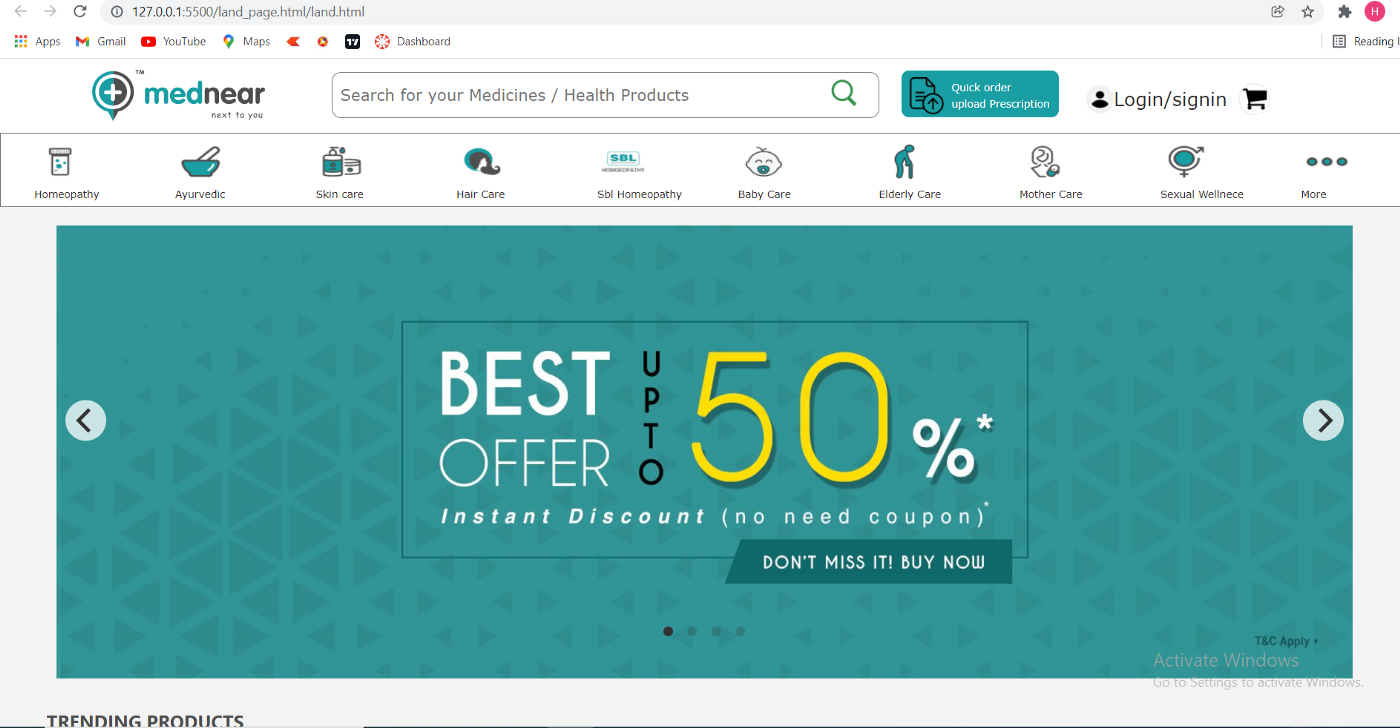 127.0.0.1:5500/land_page.html/land.html
H
Apps Gmail YouTube Maps Dashboard
Reading l
mednear
TM
next to you
Search for your Medicines / Health Products
Quick order
upload Prescription
Login/signin
SBL
HOMOEOPATHY
Homeopathy Ayurvedic Skin care Hair Care Sbl Homeopathy Baby Care Elderly Care Mother Care Sexual Wellnece More
BEST OFFER UPTO 50%*
Instant Discount (no need coupon)*
DON'T MISS IT! BUY NOW
T&C Apply •
Activate Windows
Go to Settings to activate Windows.
TRENDING PRODUCTS